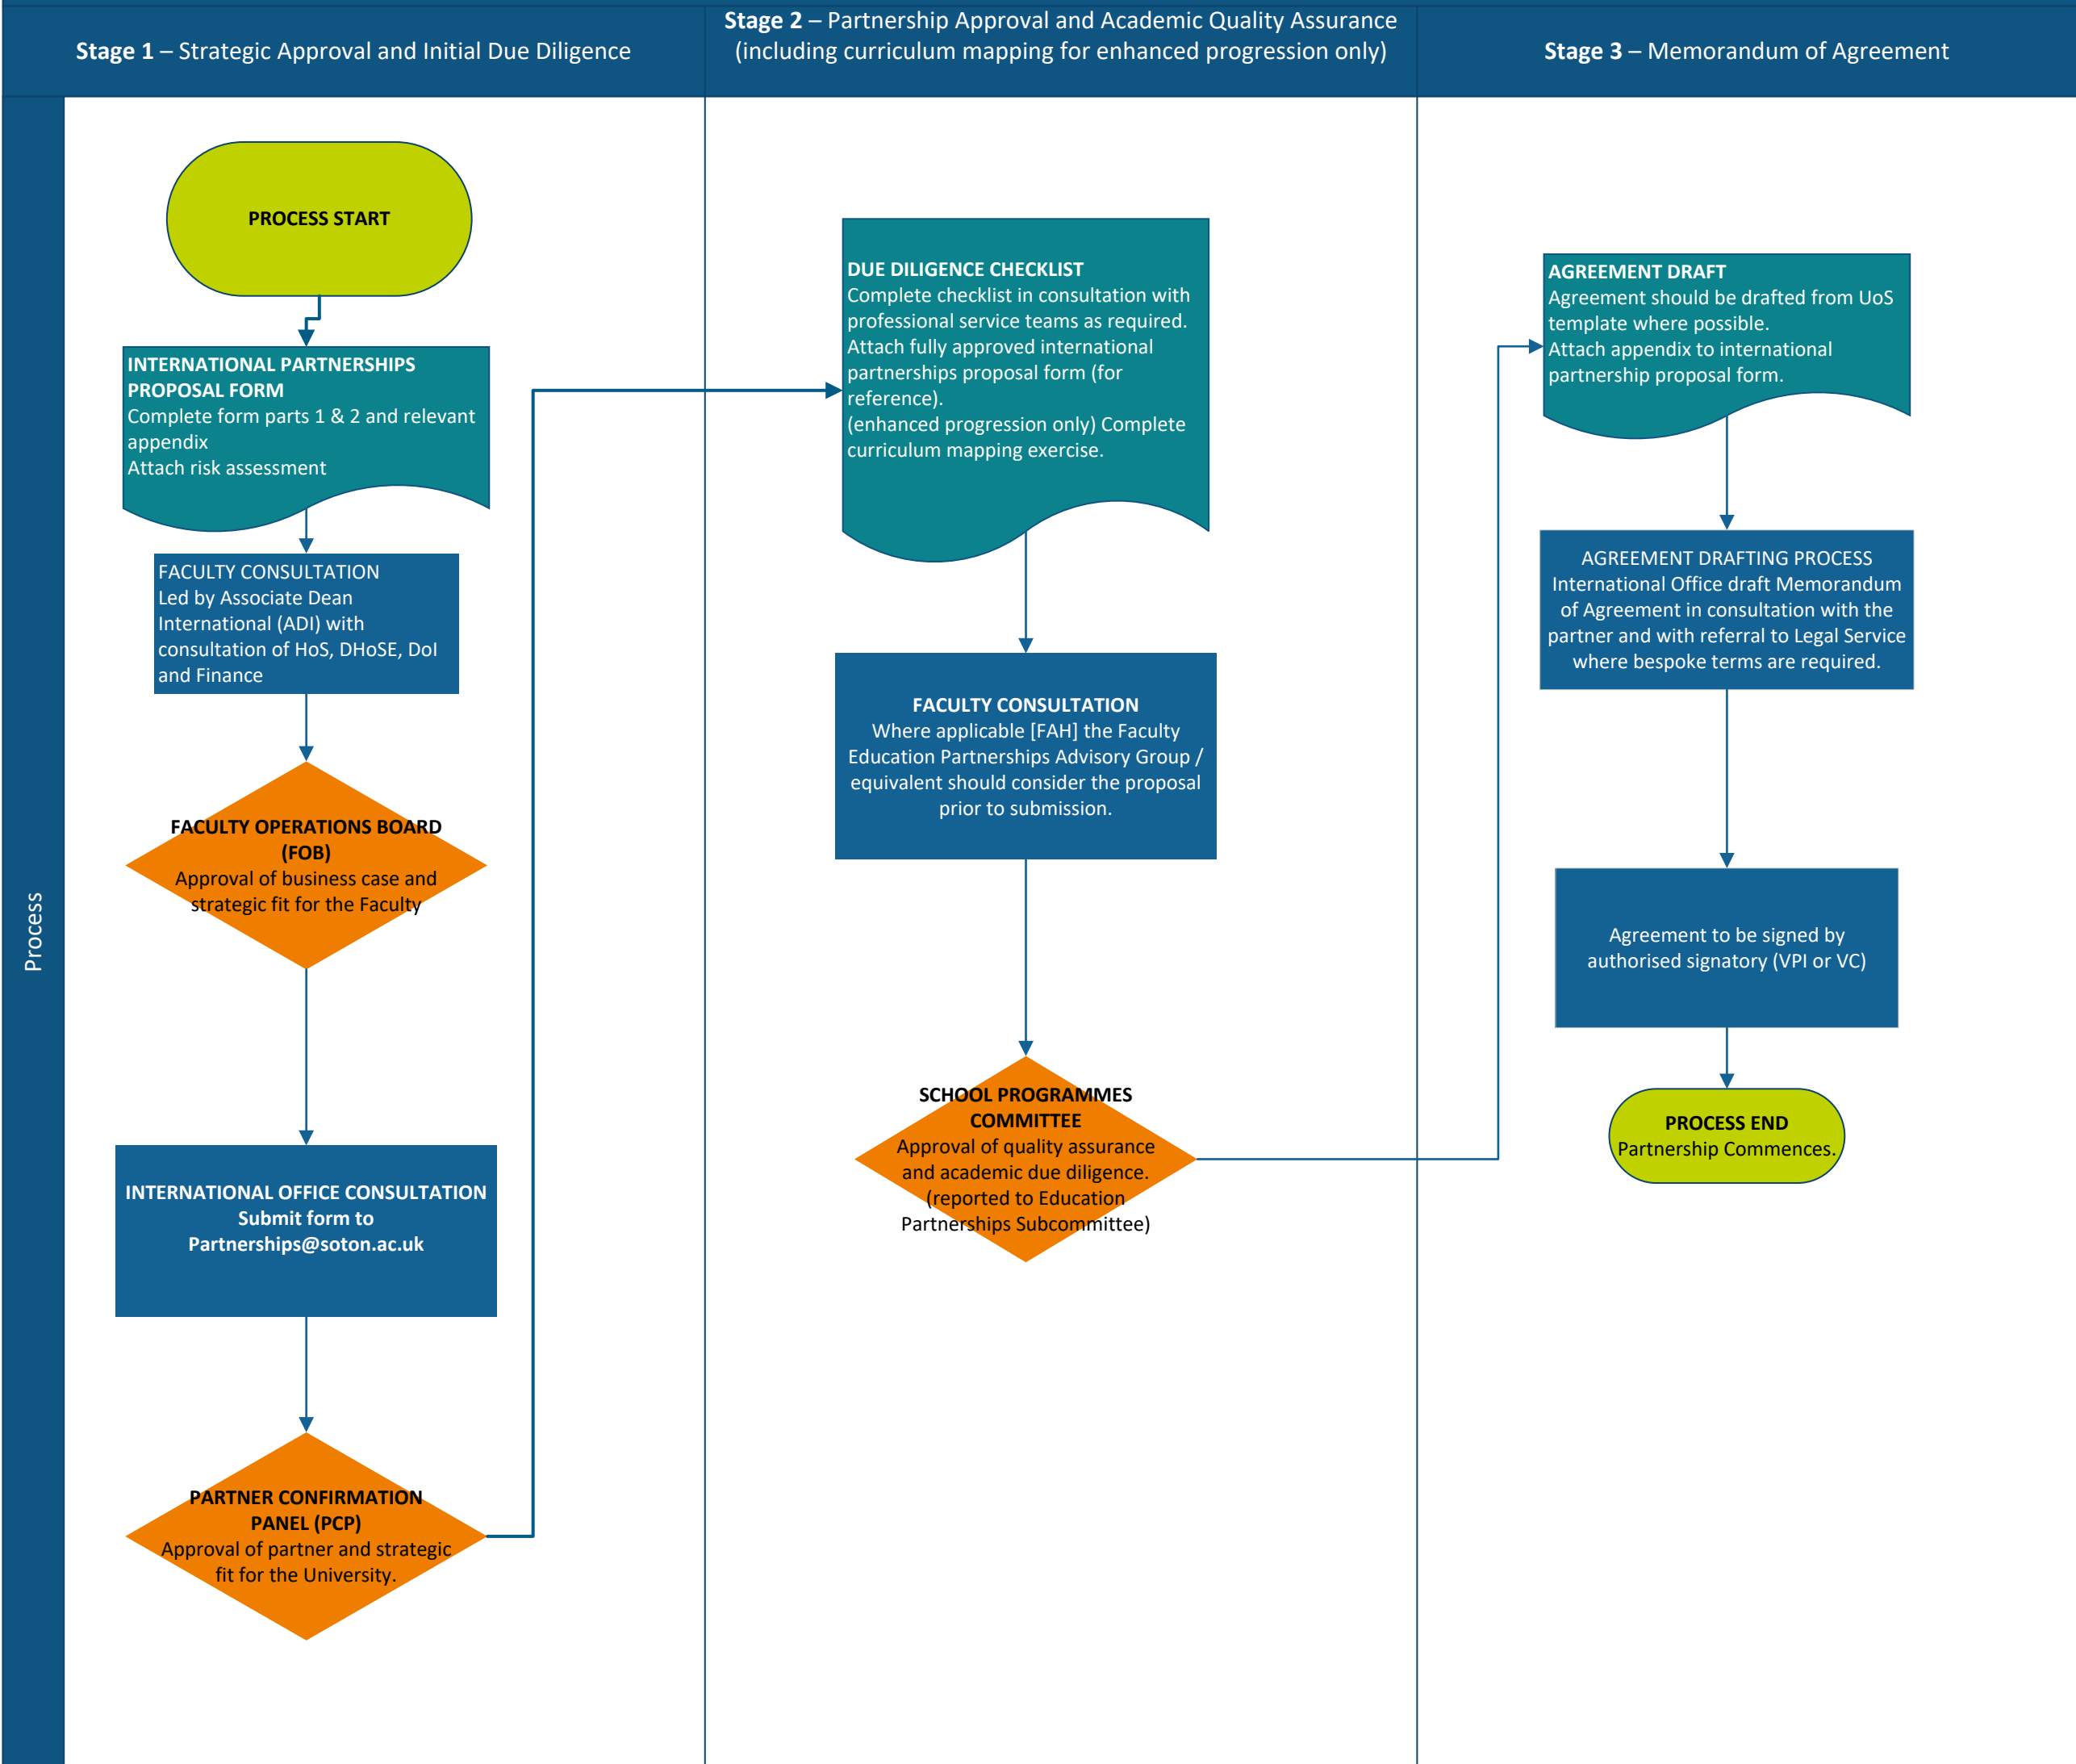 Stage 1 – Strategic Approval and Initial Due Diligence
Stage 2 – Partnership Approval and Academic Quality Assurance
(including curriculum mapping for enhanced progression only)
Stage 3 – Memorandum of Agreement
Process
PROCESS START
INTERNATIONAL PARTNERSHIPS
PROPOSAL FORM
Complete form parts 1 & 2 and relevant
appendix
Attach risk assessment
FACULTY CONSULTATION
Led by Associate Dean
International (ADI) with
consultation of HoS, DHoSE, DoI
and Finance
FACULTY OPERATIONS BOARD
(FOB)
Approval of business case and
strategic fit for the Faculty
INTERNATIONAL OFFICE CONSULTATION
Submit form to
Partnerships@soton.ac.uk
PARTNER CONFIRMATION
PANEL (PCP)
Approval of partner and strategic
fit for the University.
DUE DILIGENCE CHECKLIST
Complete checklist in consultation with
professional service teams as required.
Attach fully approved international
partnerships proposal form (for
reference).
(enhanced progression only) Complete
curriculum mapping exercise.
FACULTY CONSULTATION
Where applicable [FAH] the Faculty
Education Partnerships Advisory Group /
equivalent should consider the proposal
prior to submission.
SCHOOL PROGRAMMES
COMMITTEE
Approval of quality assurance
and academic due diligence.
(reported to Education
Partnerships Subcommittee)
AGREEMENT DRAFT
Agreement should be drafted from UoS
template where possible.
Attach appendix to international
partnership proposal form.
AGREEMENT DRAFTING PROCESS
International Office draft Memorandum
of Agreement in consultation with the
partner and with referral to Legal Service
where bespoke terms are required.
Agreement to be signed by
authorised signatory (VPI or VC)
PROCESS END
Partnership Commences.